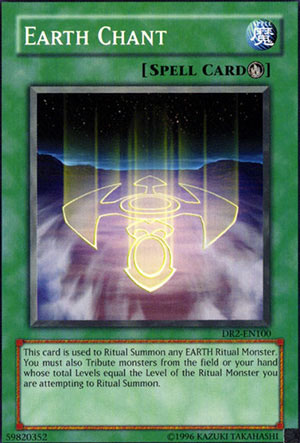 EARTH CHANT
魔
[SPELL CARD]
DR2-EN100
This card is used to Ritual Summon any EARTH Ritual Monster.
You must also Tribute monsters from the field or your hand
whose total Levels equal the Level of the Ritual Monster you
are attempting to Ritual Summon.
59820352
©1996 KAZUKI TAKAHASHI